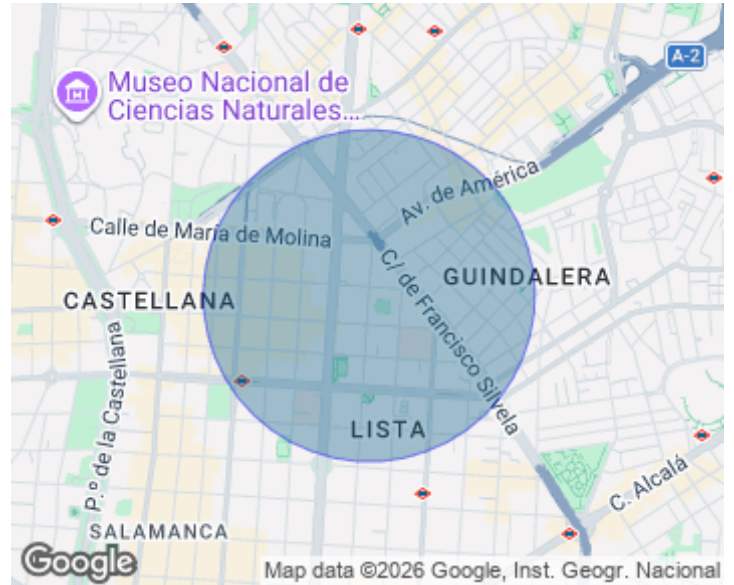 A-2
Museo Nacional de
Ciencias Naturales...
Av. de América
Calle de María de Molina
C/ de Francisco Silvela
GUINDALERA
CASTELLANA
P.º de la Castellana
LISTA
C. Alcalá
SALAMANCA
Google
Map data ©2026 Google, Inst. Geogr. Nacional